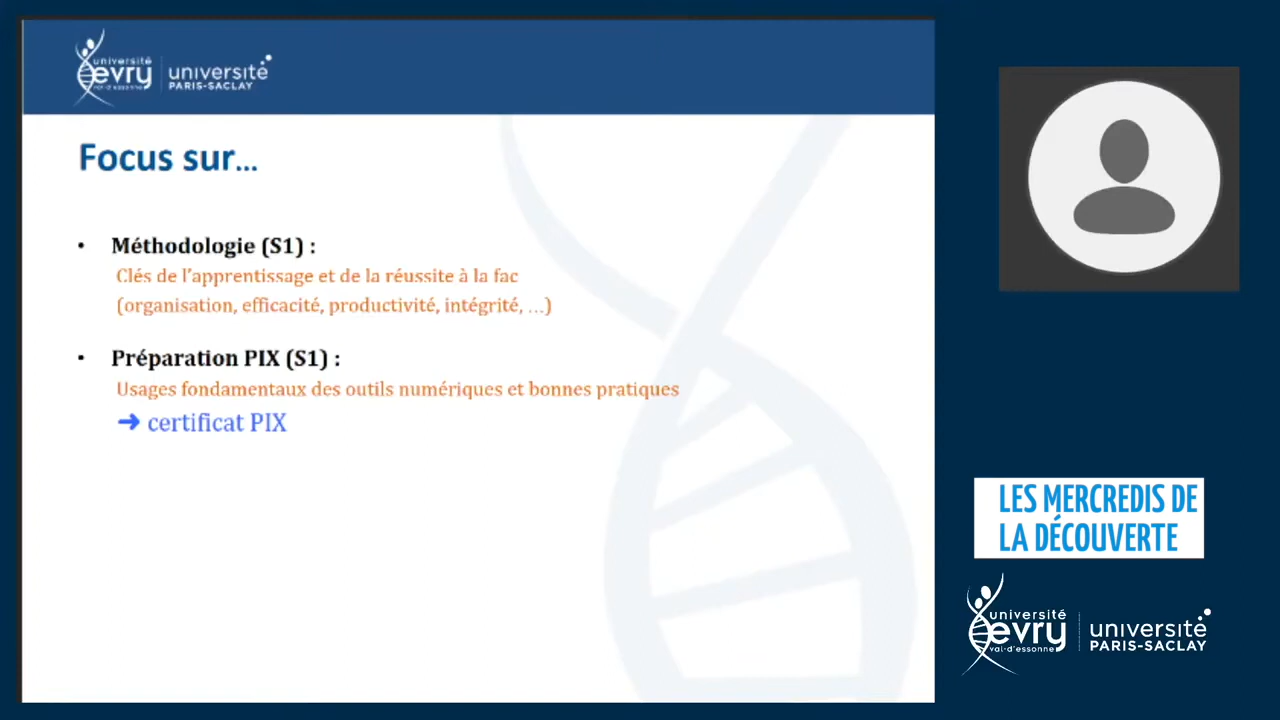 université
evry
val-d'essonne
université
PARIS-SACLAY
Focus sur...
• Méthodologie (S1) :
Clés de l'apprentissage et de la réussite à la fac
(organisation, efficacité, productivité, intégrité, …)
• Préparation PIX (S1) :
Usages fondamentaux des outils numériques et bonnes pratiques
➜ certificat PIX
LES MERCREDIS DE
LA DÉCOUVERTE
université
evry
val-d'essonne
université
PARIS-SACLAY